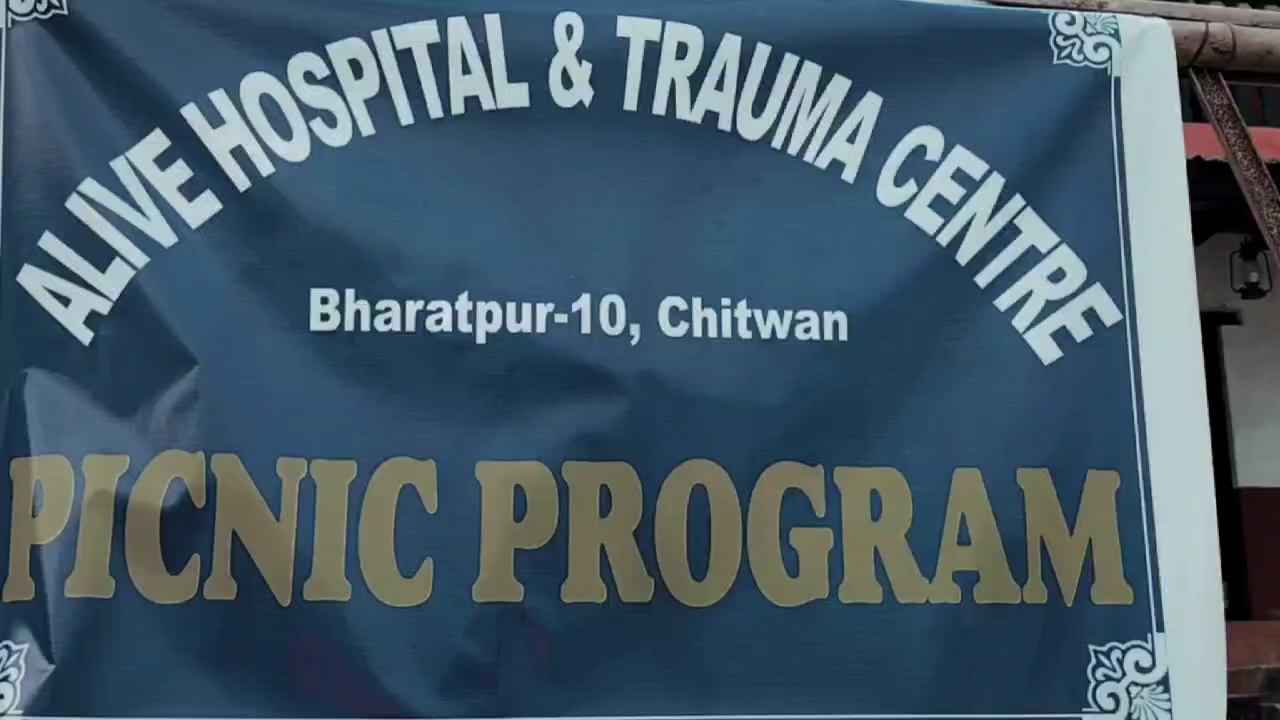 ALIVE HOSPITAL & TRAUMA CENTRE
Bharatpur-10, Chitwan
PICNIC PROGRAM